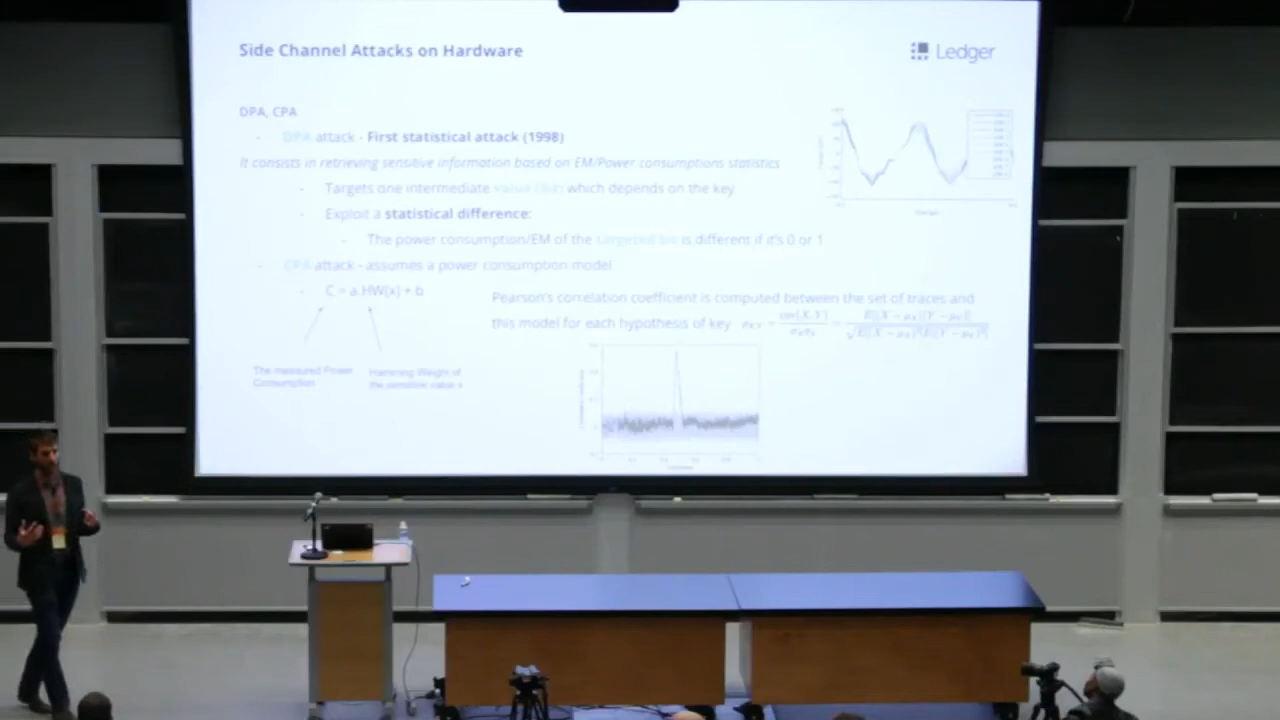 Side Channel Attacks on Hardware
Ledger
DPA, CPA
- DPA attack - First statistical attack (1998)
It consists in retrieving sensitive information based on EM/Power consumptions statistics
- Targets one intermediate value (bit) which depends on the key
- Exploit a statistical difference:
- The power consumption/EM of the targeted bit is different if it's 0 or 1
- CPA attack - assumes a power consumption model
- C = a.HW(x) + b
Pearson's correlation coefficient is computed between the set of traces and
this model for each hypothesis of key
The measured Power
Consumption
Hamming Weight of
the sensitive value x